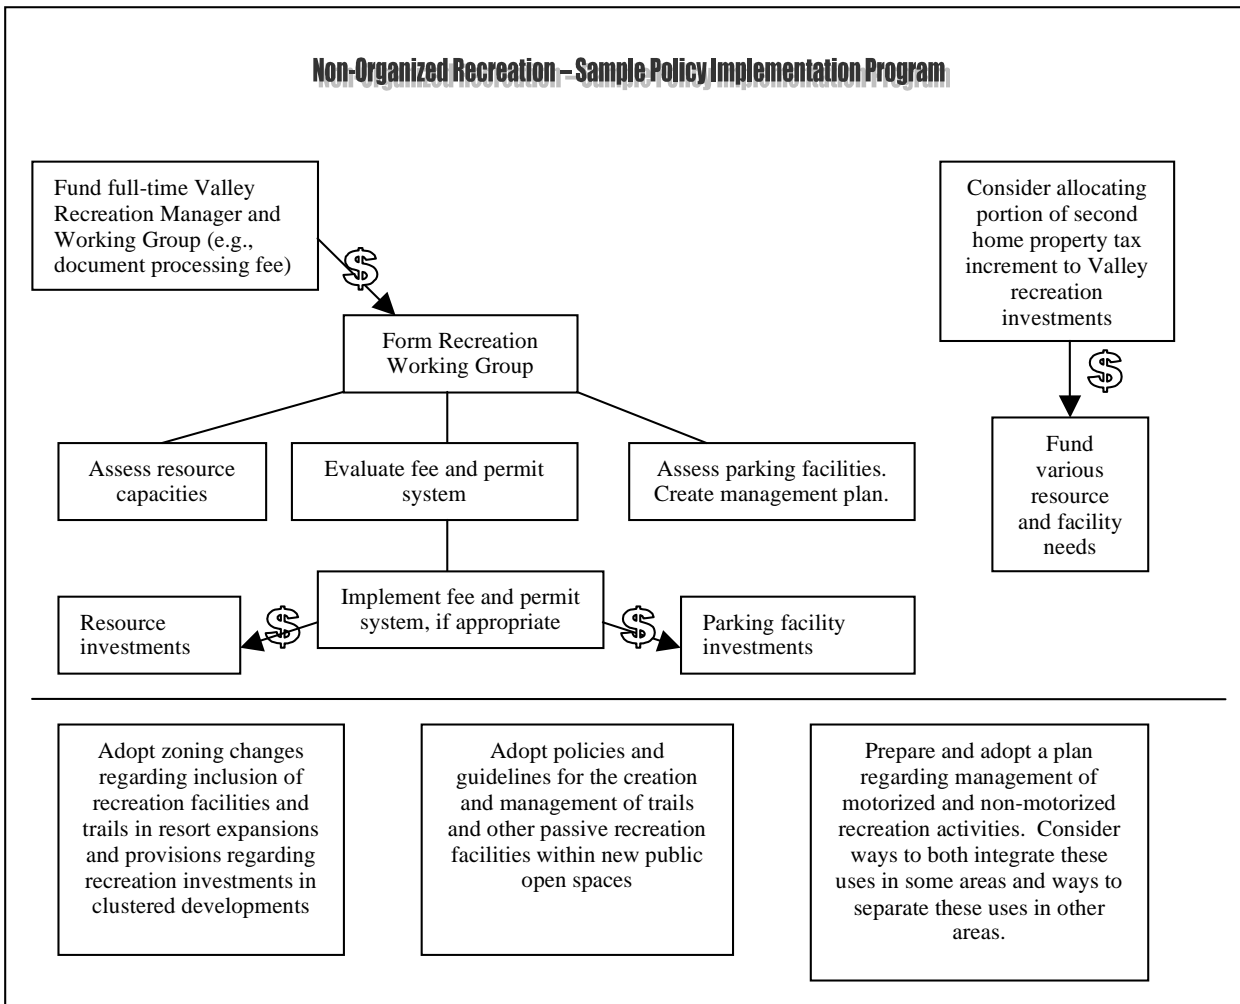 Non-Organized Recreation – Sample Policy Implementation Program
Fund full-time Valley
Recreation Manager and
Working Group (e.g.,
document processing fee)
$
Consider allocating
portion of second
home property tax
increment to Valley
recreation
investments
$
Form Recreation
Working Group
Assess resource
capacities
Evaluate fee and permit
system
Assess parking facilities.
Create management plan.
Fund
various
resource
and facility
needs
Implement fee and permit
system, if appropriate
$
$
Resource
investments
Parking facility
investments
Adopt zoning changes
regarding inclusion of
recreation facilities and
trails in resort expansions
and provisions regarding
recreation investments in
clustered developments
Adopt policies and
guidelines for the creation
and management of trails
and other passive recreation
facilities within new public
open spaces
Prepare and adopt a plan
regarding management of
motorized and non-motorized
recreation activities.  Consider
ways to both integrate these
uses in some areas and ways to
separate these uses in other
areas.